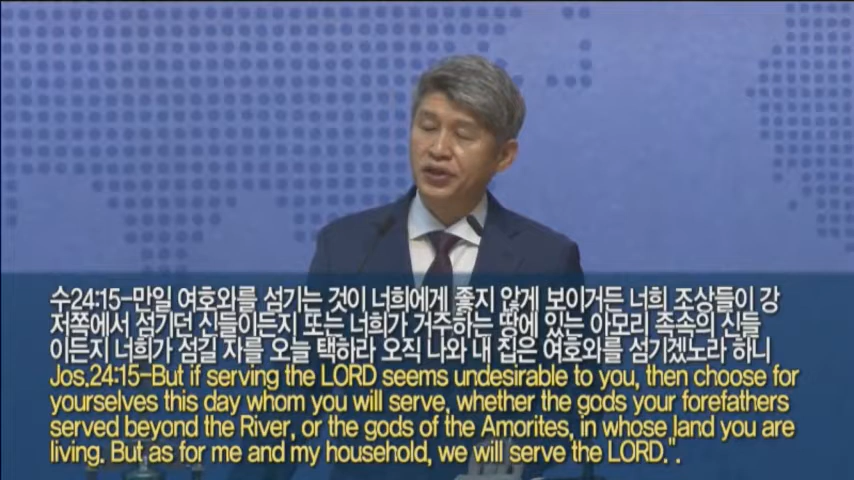 수24:15-만일 여호와를 섬기는 것이 너희에게 좋지 않게 보이거든 너희 조상들이 강
저쪽에서 섬기던 신들이든지 또는 너희가 거주하는 땅에 있는 아모리 족속의 신들
이든지 너희가 섬길 자를 오늘 택하라 오직 나와 내 집은 여호와를 섬기겠노라 하니
Jos.24:15-But if serving the LORD seems undesirable to you, then choose for
yourselves this day whom you will serve, whether the gods your forefathers
served beyond the River, or the gods of the Amorites, in whose land you are
living. But as for me and my household, we will serve the LORD.".